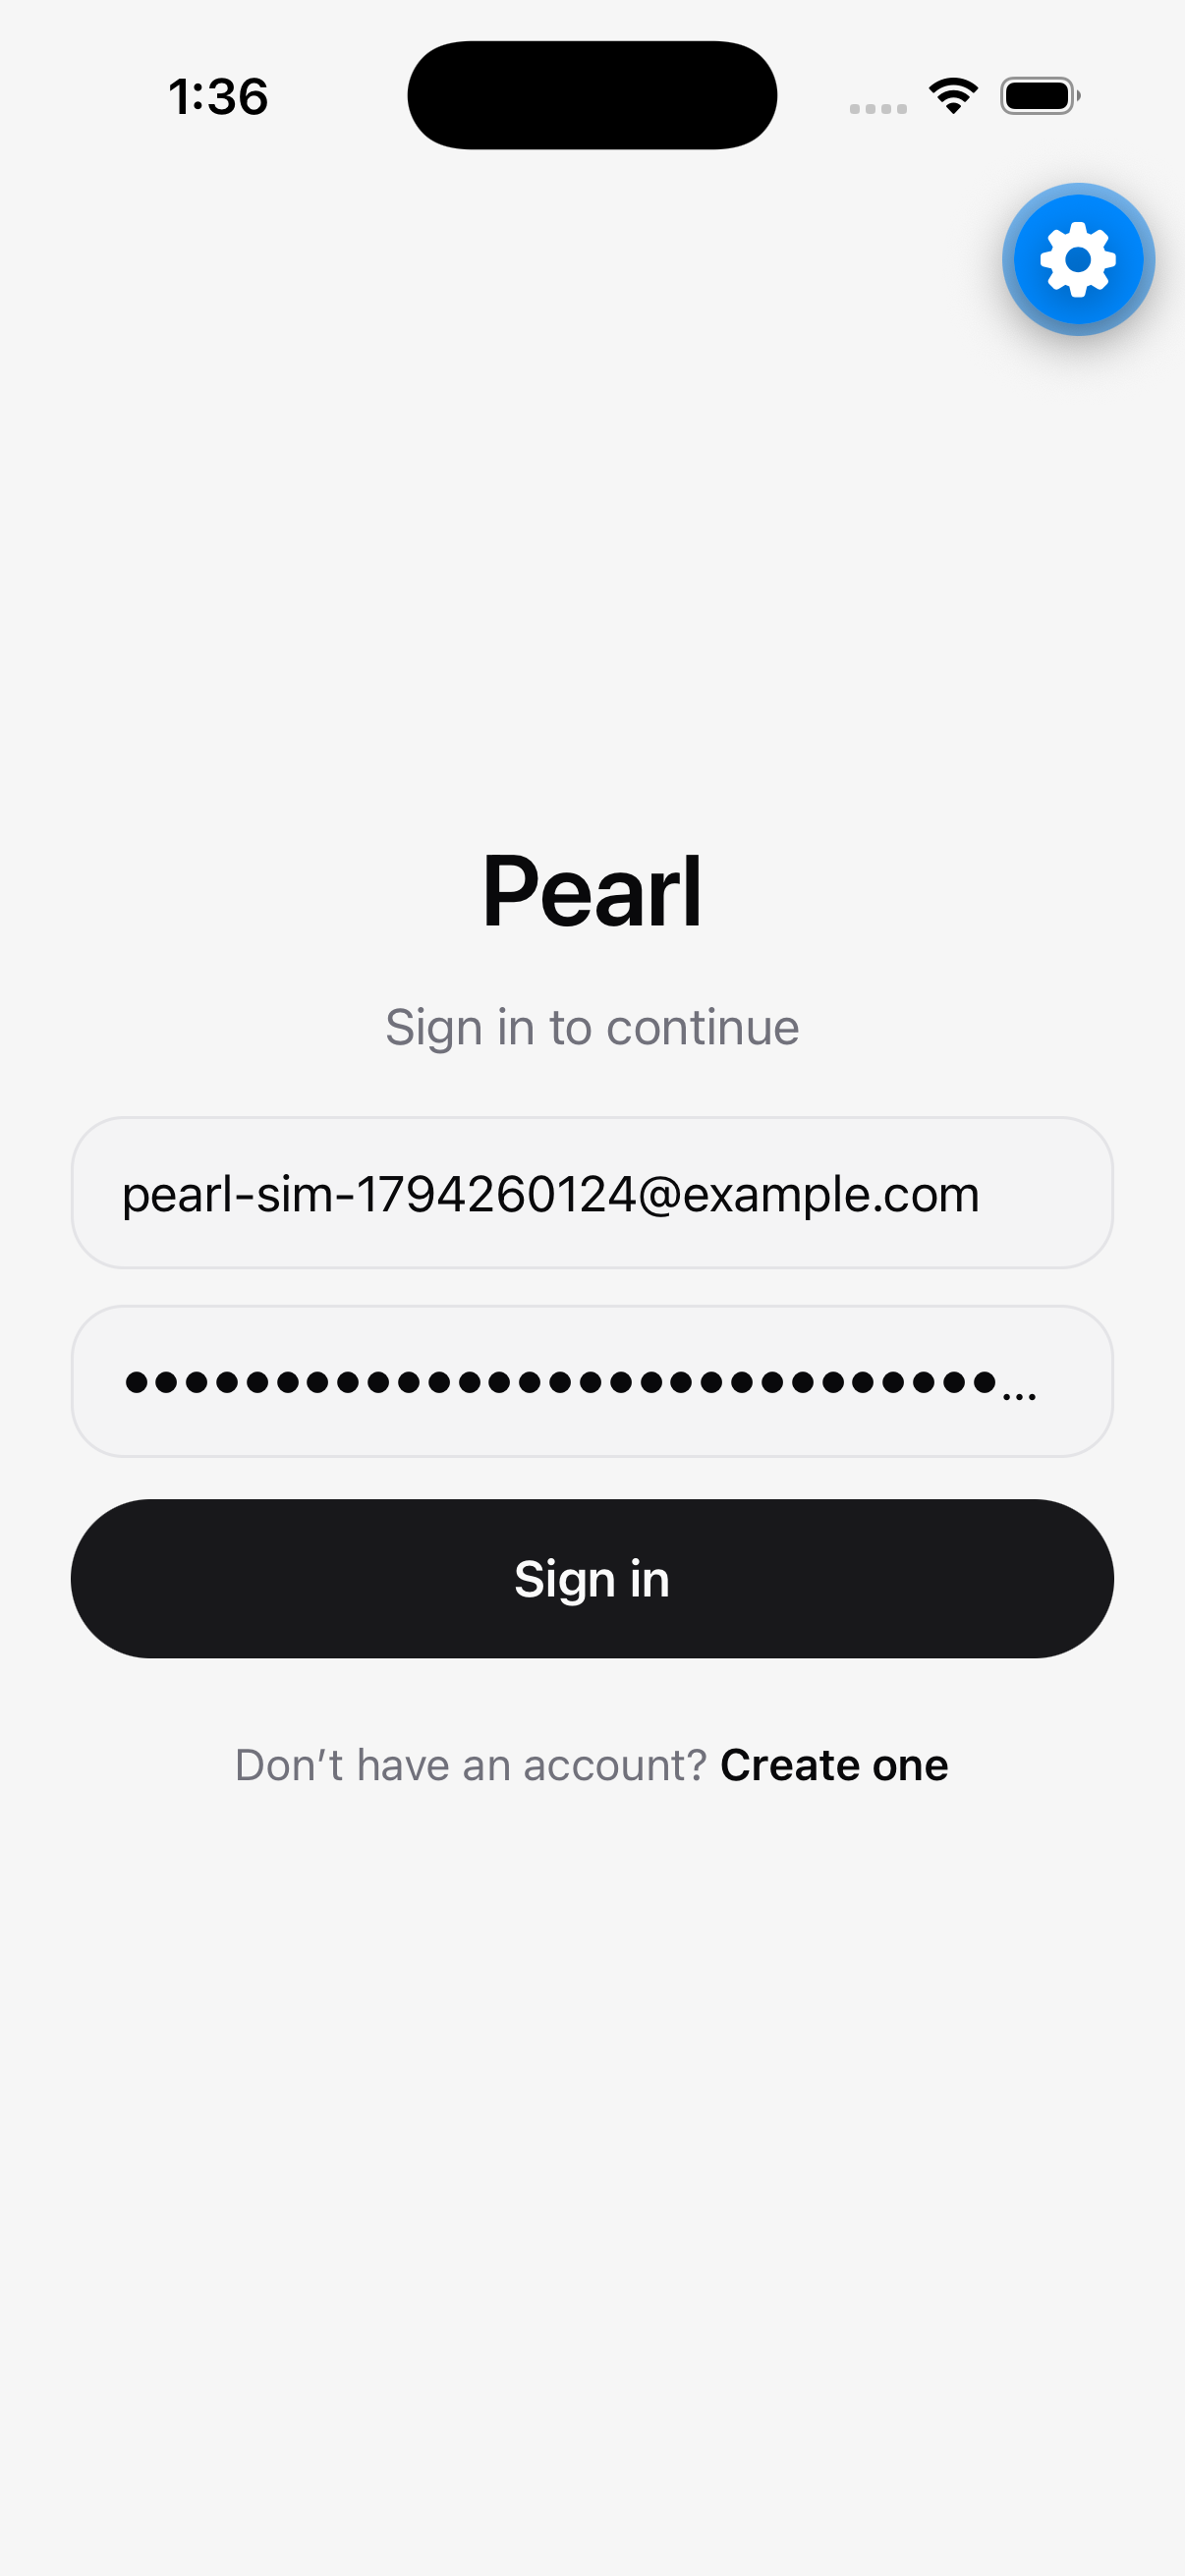 1:36
Pearl
Sign in to continue
pearl-sim-1794260124@example.com
●●●●●●●●●●●●●●●●●●●●●●●●●●●●●...
Sign in
Don’t have an account? Create one